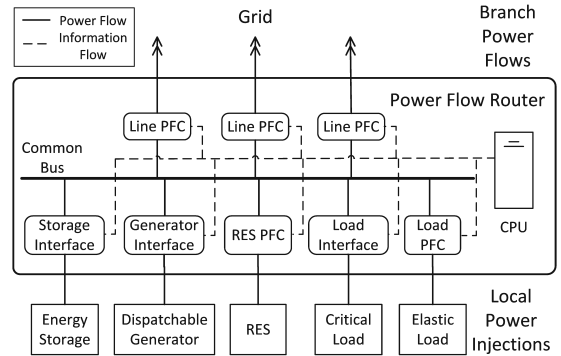 Power Flow
Information
Flow
Grid
Branch
Power
Flows
Power Flow Router
Line PFC
Line PFC
Line PFC
Common
Bus
CPU
Storage
Interface
Generator
Interface
RES PFC
Load
Interface
Load
PFC
Energy
Storage
Dispatchable
Generator
RES
Critical
Load
Elastic
Load
Local
Power
Injections